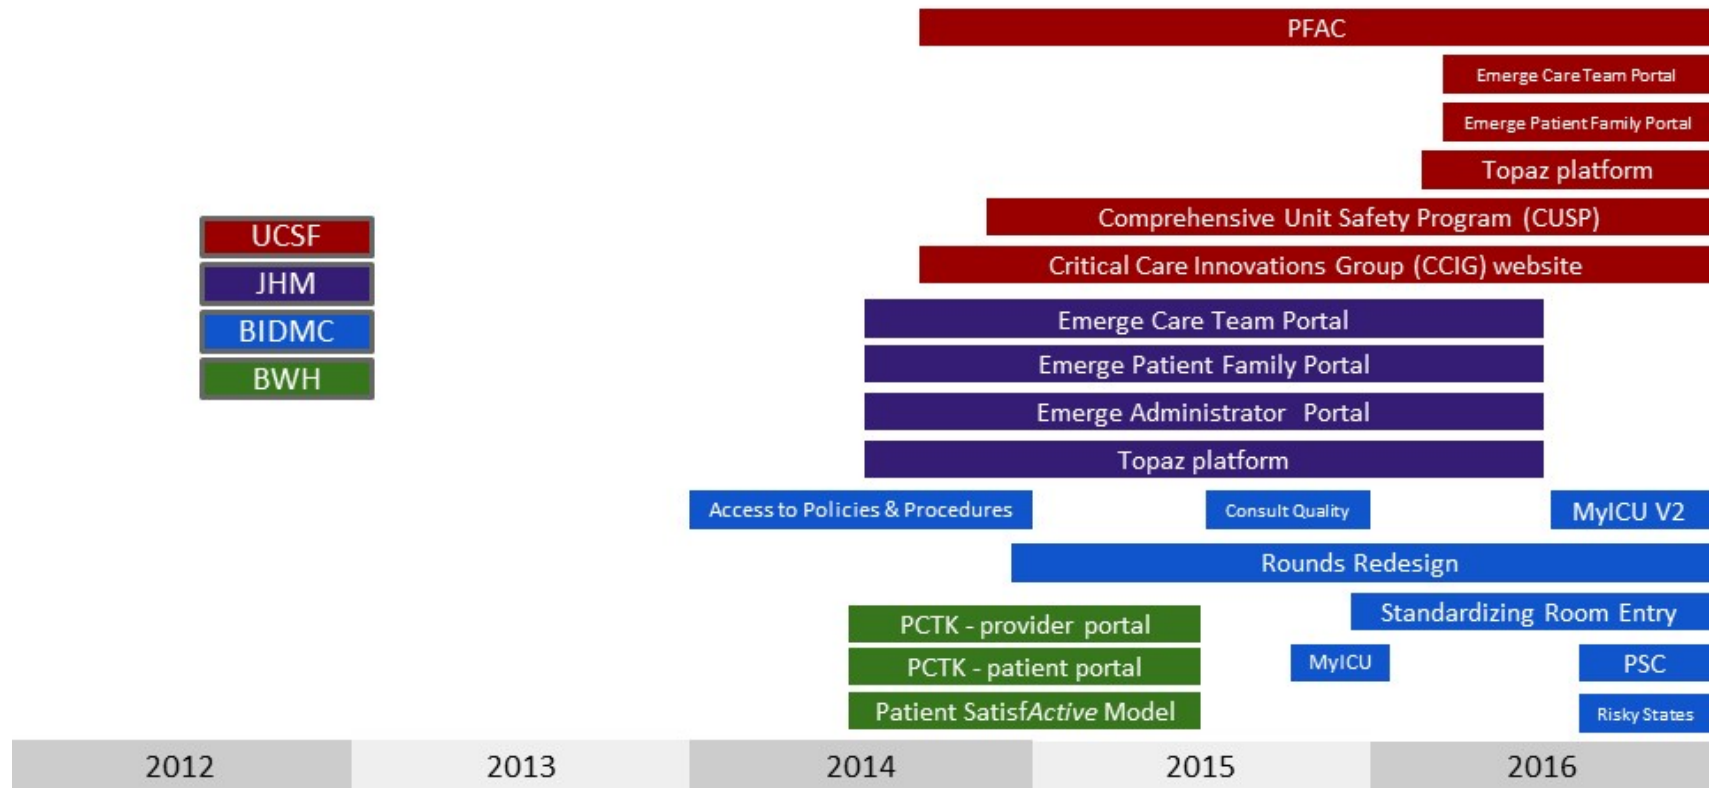 PFAC
Emerge Care Team Portal
Emerge Patient Family Portal
Topaz platform
Comprehensive Unit Safety Program (CUSP)
UCSF
Critical Care Innovations Group (CCIG) website
JHM
Emerge Care Team Portal
BIDMC
Emerge Patient Family Portal
BWH
Emerge Administrator Portal
Topaz platform
Access to Policies & Procedures
Consult Quality
MyICU V2
Rounds Redesign
Standardizing Room Entry
PCTK - provider portal
PCTK - patient portal
MyICU
PSC
Patient SatisfActive Model
Risky States
2012
2013
2014
2015
2016